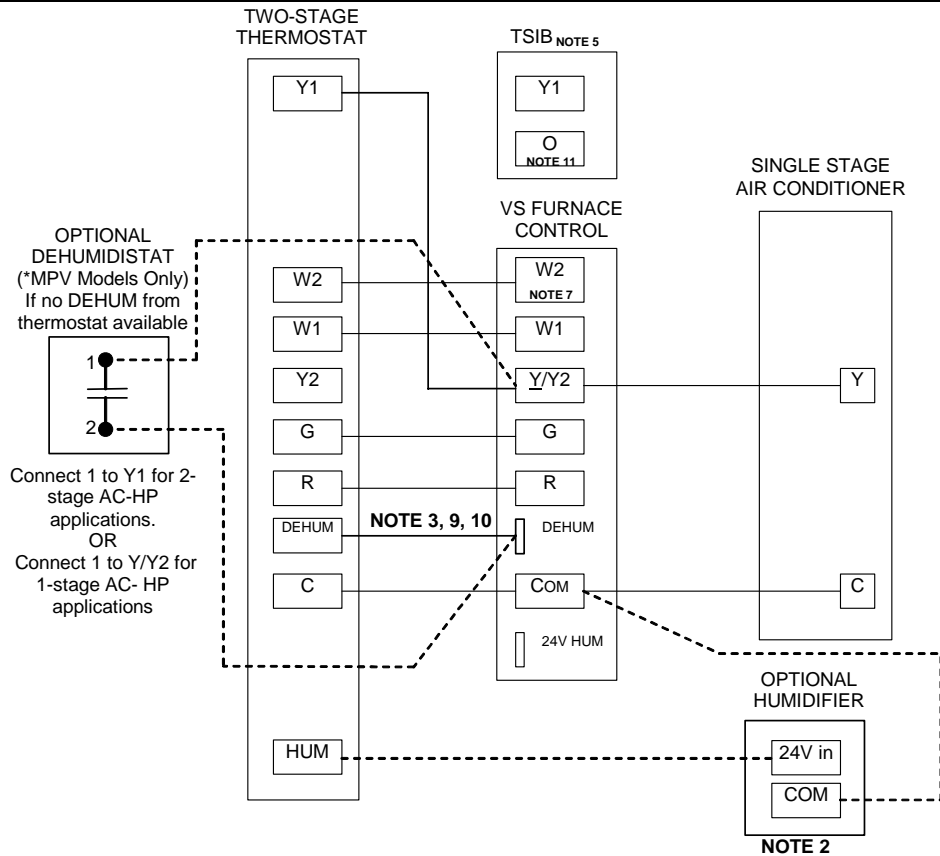 TWO-STAGE
THERMOSTAT
TSIB NOTE 5
Y1
Y1
O
NOTE 11
SINGLE STAGE
AIR CONDITIONER
VS FURNACE
CONTROL
OPTIONAL
DEHUMIDISTAT
(*MPV Models Only)
If no DEHUM from
thermostat available
1
2
Connect 1 to Y1 for 2-
stage AC-HP
applications.
OR
Connect 1 to Y/Y2 for
1-stage AC- HP
applications
W2
W2
NOTE 7
W1
W1
Y2
Y/Y2
Y
G
G
R
R
DEHUM
NOTE 3, 9, 10
DEHUM
C
COM
C
24V HUM
OPTIONAL
HUMIDIFIER
HUM
24V in
COM
NOTE 2